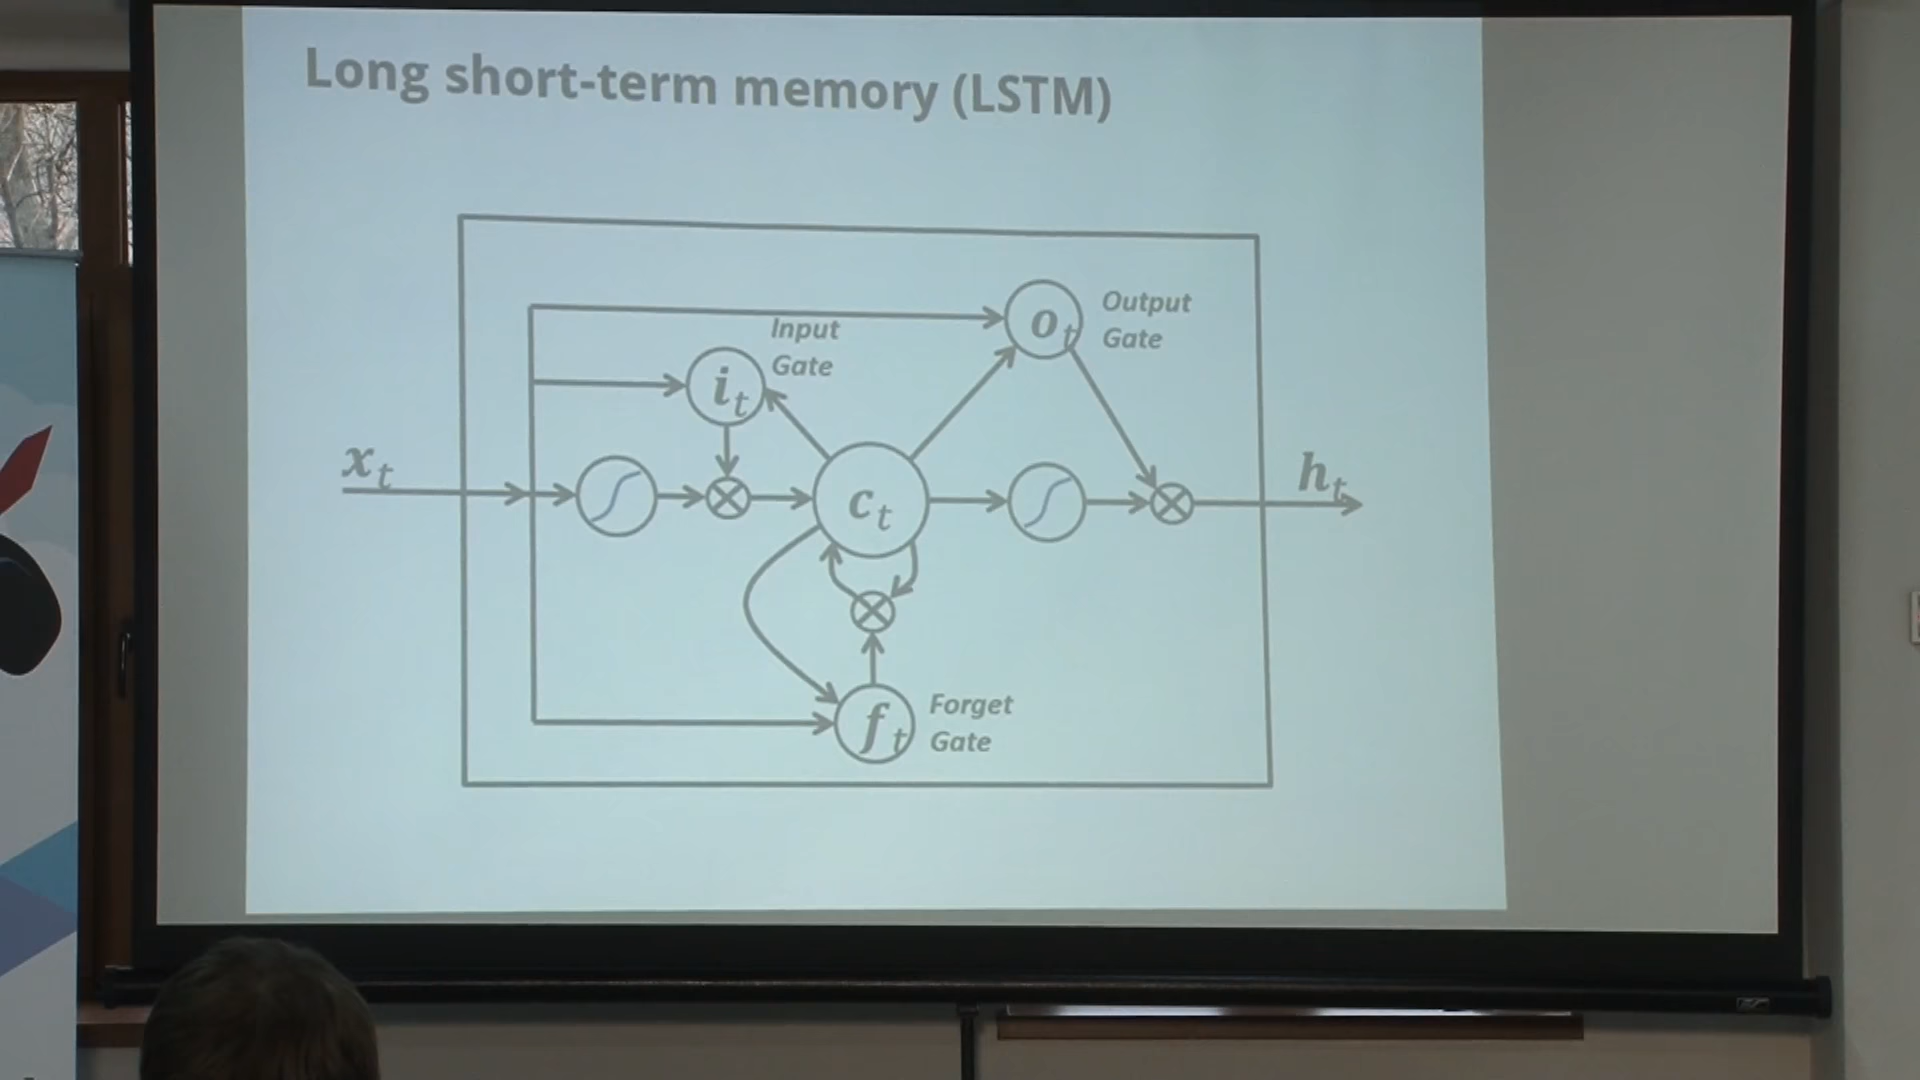 Long short-term memory (LSTM)
Output
Gate
o_t
Input
Gate
i_t
x_t
c_t
h_t
f_t
Forget
Gate